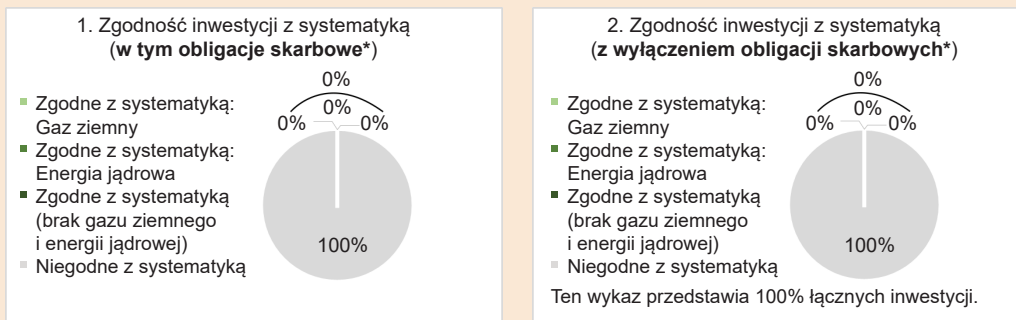 1. Zgodność inwestycji z systematyką
(w tym obligacje skarbowe*)
0%
0%
0%
0%
Zgodne z systematyką:
Gaz ziemny
Zgodne z systematyką:
Energia jądrowa
Zgodne z systematyką
(brak gazu ziemnego
i energii jądrowej)
Niegodne z systematyką
100%
2. Zgodność inwestycji z systematyką
(z wyłączeniem obligacji skarbowych*)
0%
0%
0%
0%
Zgodne z systematyką:
Gaz ziemny
Zgodne z systematyką:
Energia jądrowa
Zgodne z systematyką
(brak gazu ziemnego
i energii jądrowej)
Niegodne z systematyką
100%
Ten wykaz przedstawia 100% łącznych inwestycji.